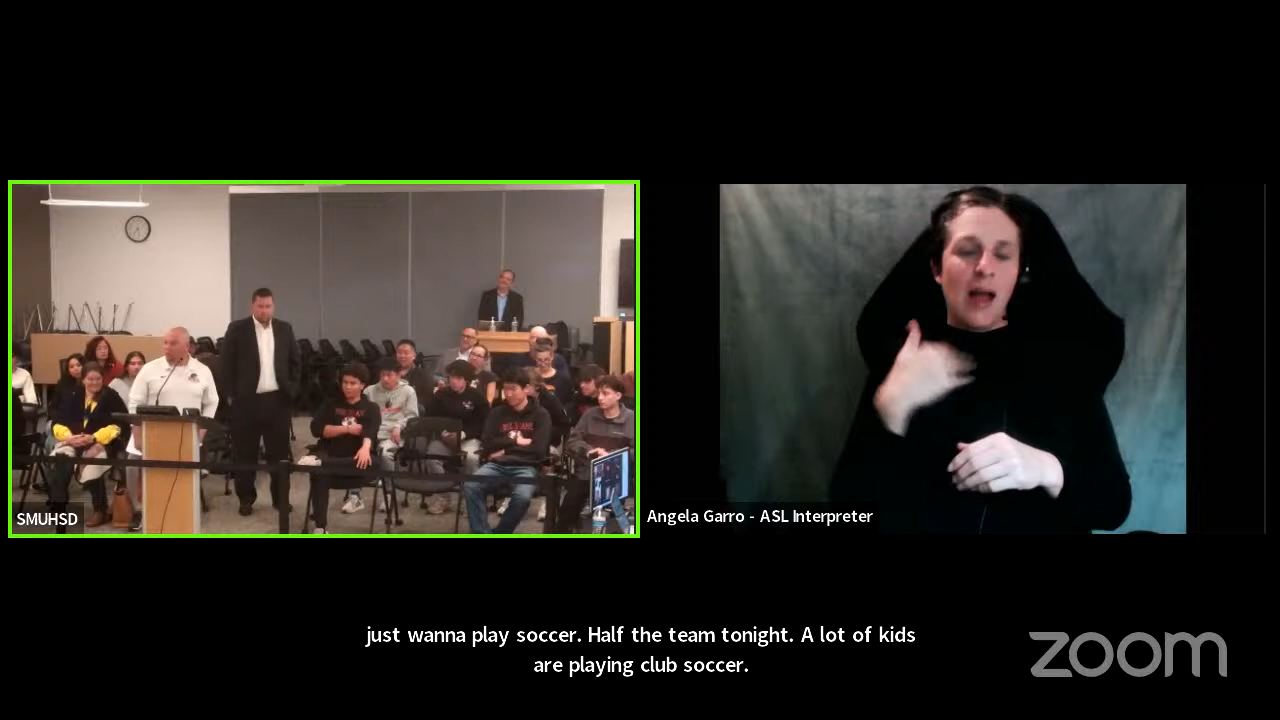 SMUHSD
Angela Garro - ASL Interpreter
just wanna play soccer. Half the team tonight. A lot of kids
are playing club soccer.
zoom